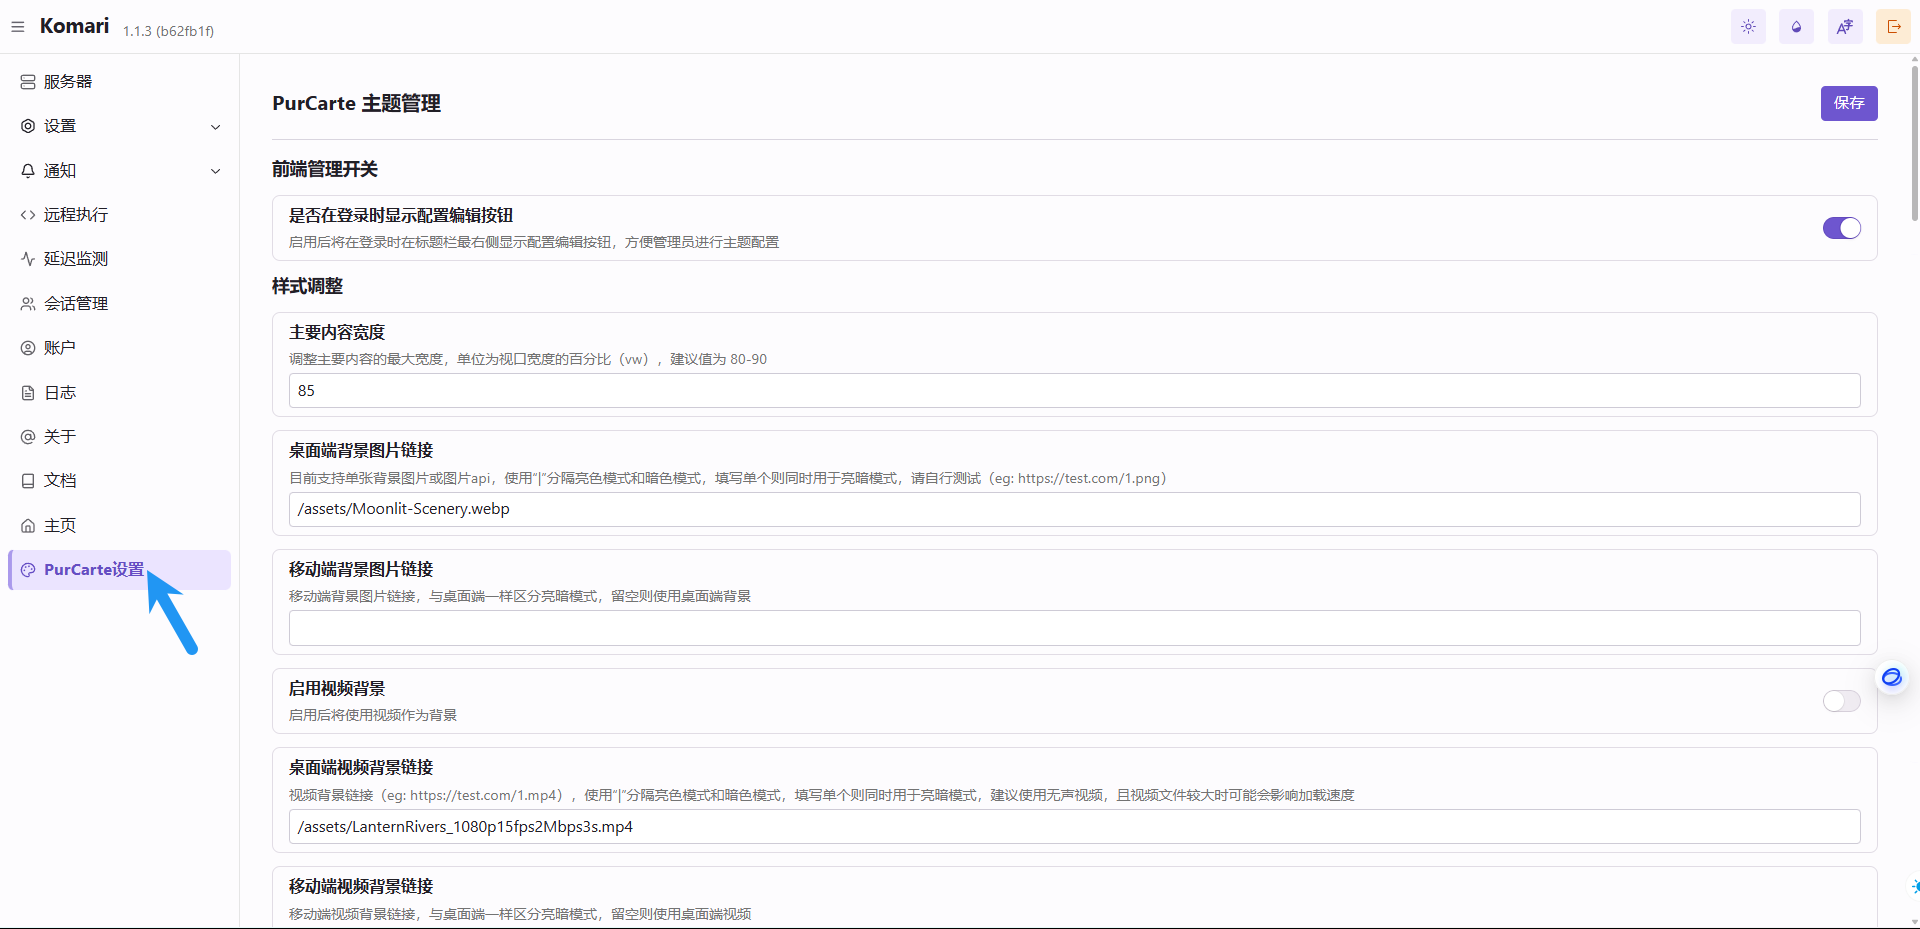 Komari 1.1.3 (b62fb1f)
服务器
设置
通知
远程执行
延迟监测
会话管理
账户
日志
关于
文档
主页
PurCarte设置
PurCarte 主题管理
保存
前端管理开关
是否在登录时显示配置编辑按钮
启用后将在登录时在标题栏最右侧显示配置编辑按钮，方便管理员进行主题配置
样式调整
主要内容宽度
调整主要内容的最大宽度，单位为视口宽度的百分比（vw），建议值为 80-90
85
桌面端背景图片链接
目前支持单张背景图片或图片api，使用“|”分隔亮色模式和暗色模式，填写单个则同时用于亮暗模式，请自行测试（eg: https://test.com/1.png）
/assets/Moonlit-Scenery.webp
移动端背景图片链接
移动端背景图片链接，与桌面端一样区分亮暗模式，留空则使用桌面端背景
启用视频背景
启用后将使用视频作为背景
桌面端视频背景链接
视频背景链接（eg: https://test.com/1.mp4），使用“|”分隔亮色模式和暗色模式，填写单个则同时用于亮暗模式，建议使用无声视频，且视频文件较大时可能会影响加载速度
/assets/LanternRivers_1080p15fps2Mbps3s.mp4
移动端视频背景链接
移动端视频背景链接，与桌面端一样区分亮暗模式，留空则使用桌面端视频